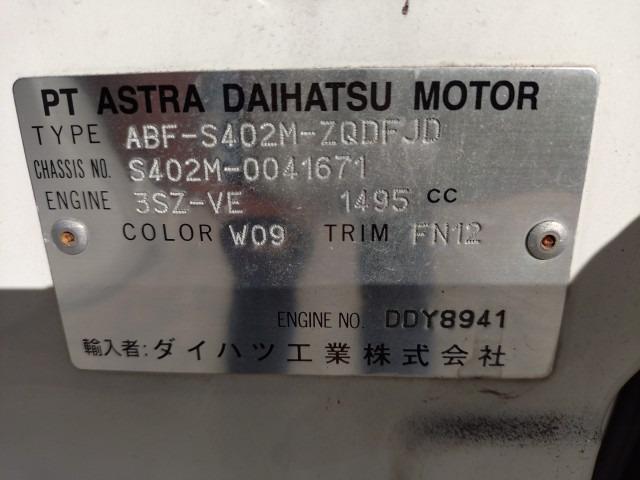 PT ASTRA DAIHATSU MOTOR
TYPE ABF-S402M-ZQDFJD
CHASSIS NO. S402M-0041671
ENGINE 3SZ-VE 1495 CC
COLOR W09 TRIM FN12
ENGINE NO. DDY8941
輸入者:ダイハツ工業株式会社